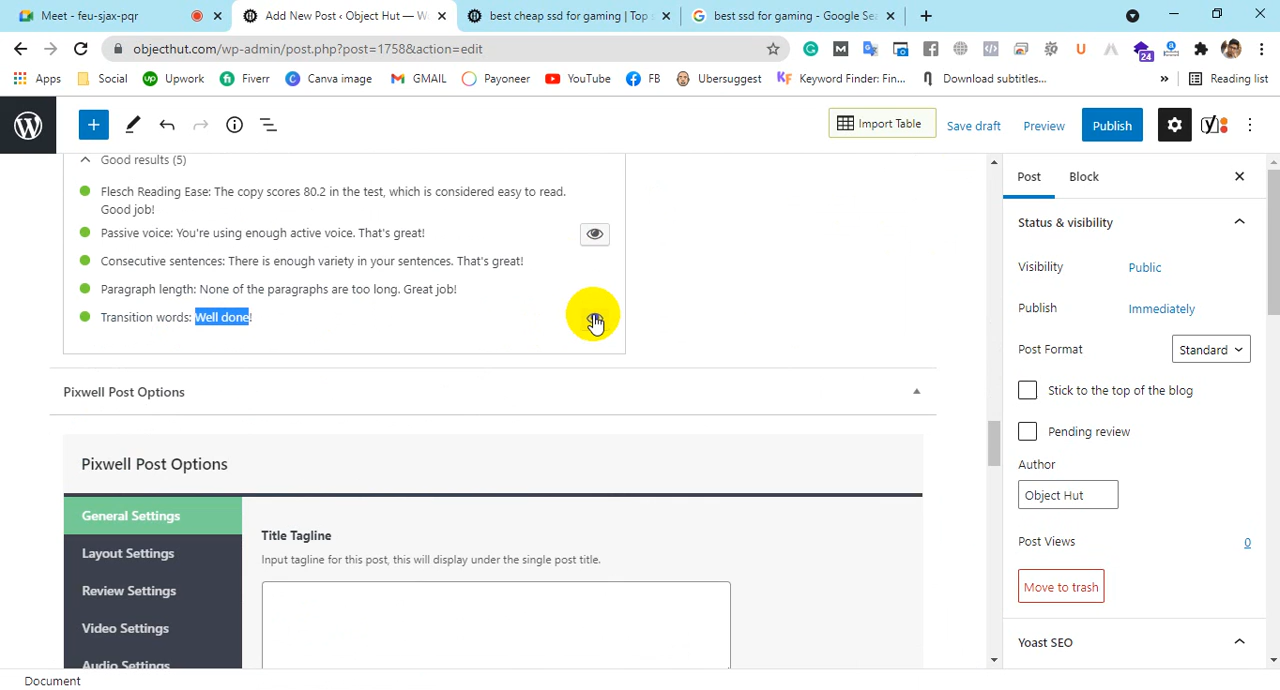 Meet - feu-sjax-pqr
Add New Post ‹ Object Hut — W
best cheap ssd for gaming | Top s
best ssd for gaming - Google Sea
objecthut.com/wp-admin/post.php?post=1758&action=edit
24
Apps
Social
Upwork
Fiverr
Canva image
GMAIL
Payoneer
YouTube
FB
Ubersuggest
Keyword Finder: Fin...
Download subtitles...
»
Reading list
Import Table
Save draft
Preview
Publish
Good results (5)
Flesch Reading Ease: The copy scores 80.2 in the test, which is considered easy to read.
Good job!
Passive voice: You're using enough active voice. That's great!
Consecutive sentences: There is enough variety in your sentences. That's great!
Paragraph length: None of the paragraphs are too long. Great job!
Transition words: Well done!
Pixwell Post Options
Pixwell Post Options
General Settings
Layout Settings
Review Settings
Video Settings
Audio Settings
Title Tagline
Input tagline for this post, this will display under the single post title.
Post
Block
Status & visibility
Visibility
Public
Publish
Immediately
Post Format
Standard
Stick to the top of the blog
Pending review
Author
Object Hut
Post Views
0
Move to trash
Yoast SEO
Document